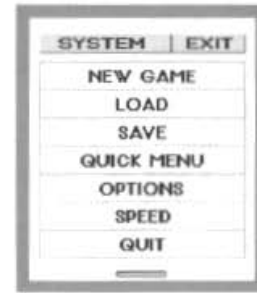 SYSTEM | EXIT
NEW GAME
LOAD
SAVE
QUICK MENU
OPTIONS
SPEED
QUIT